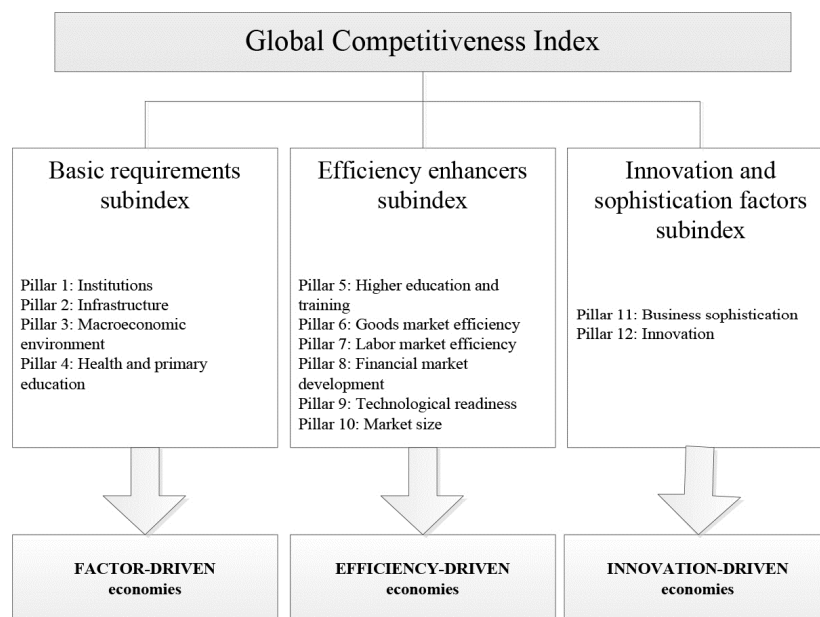 Global Competitiveness Index
Basic requirements
subindex
Pillar 1: Institutions
Pillar 2: Infrastructure
Pillar 3: Macroeconomic
environment
Pillar 4: Health and primary
education
Efficiency enhancers
subindex
Pillar 5: Higher education and
training
Pillar 6: Goods market efficiency
Pillar 7: Labor market efficiency
Pillar 8: Financial market
development
Pillar 9: Technological readiness
Pillar 10: Market size
Innovation and
sophistication factors
subindex
Pillar 11: Business sophistication
Pillar 12: Innovation
FACTOR-DRIVEN
economies
EFFICIENCY-DRIVEN
economies
INNOVATION-DRIVEN
economies